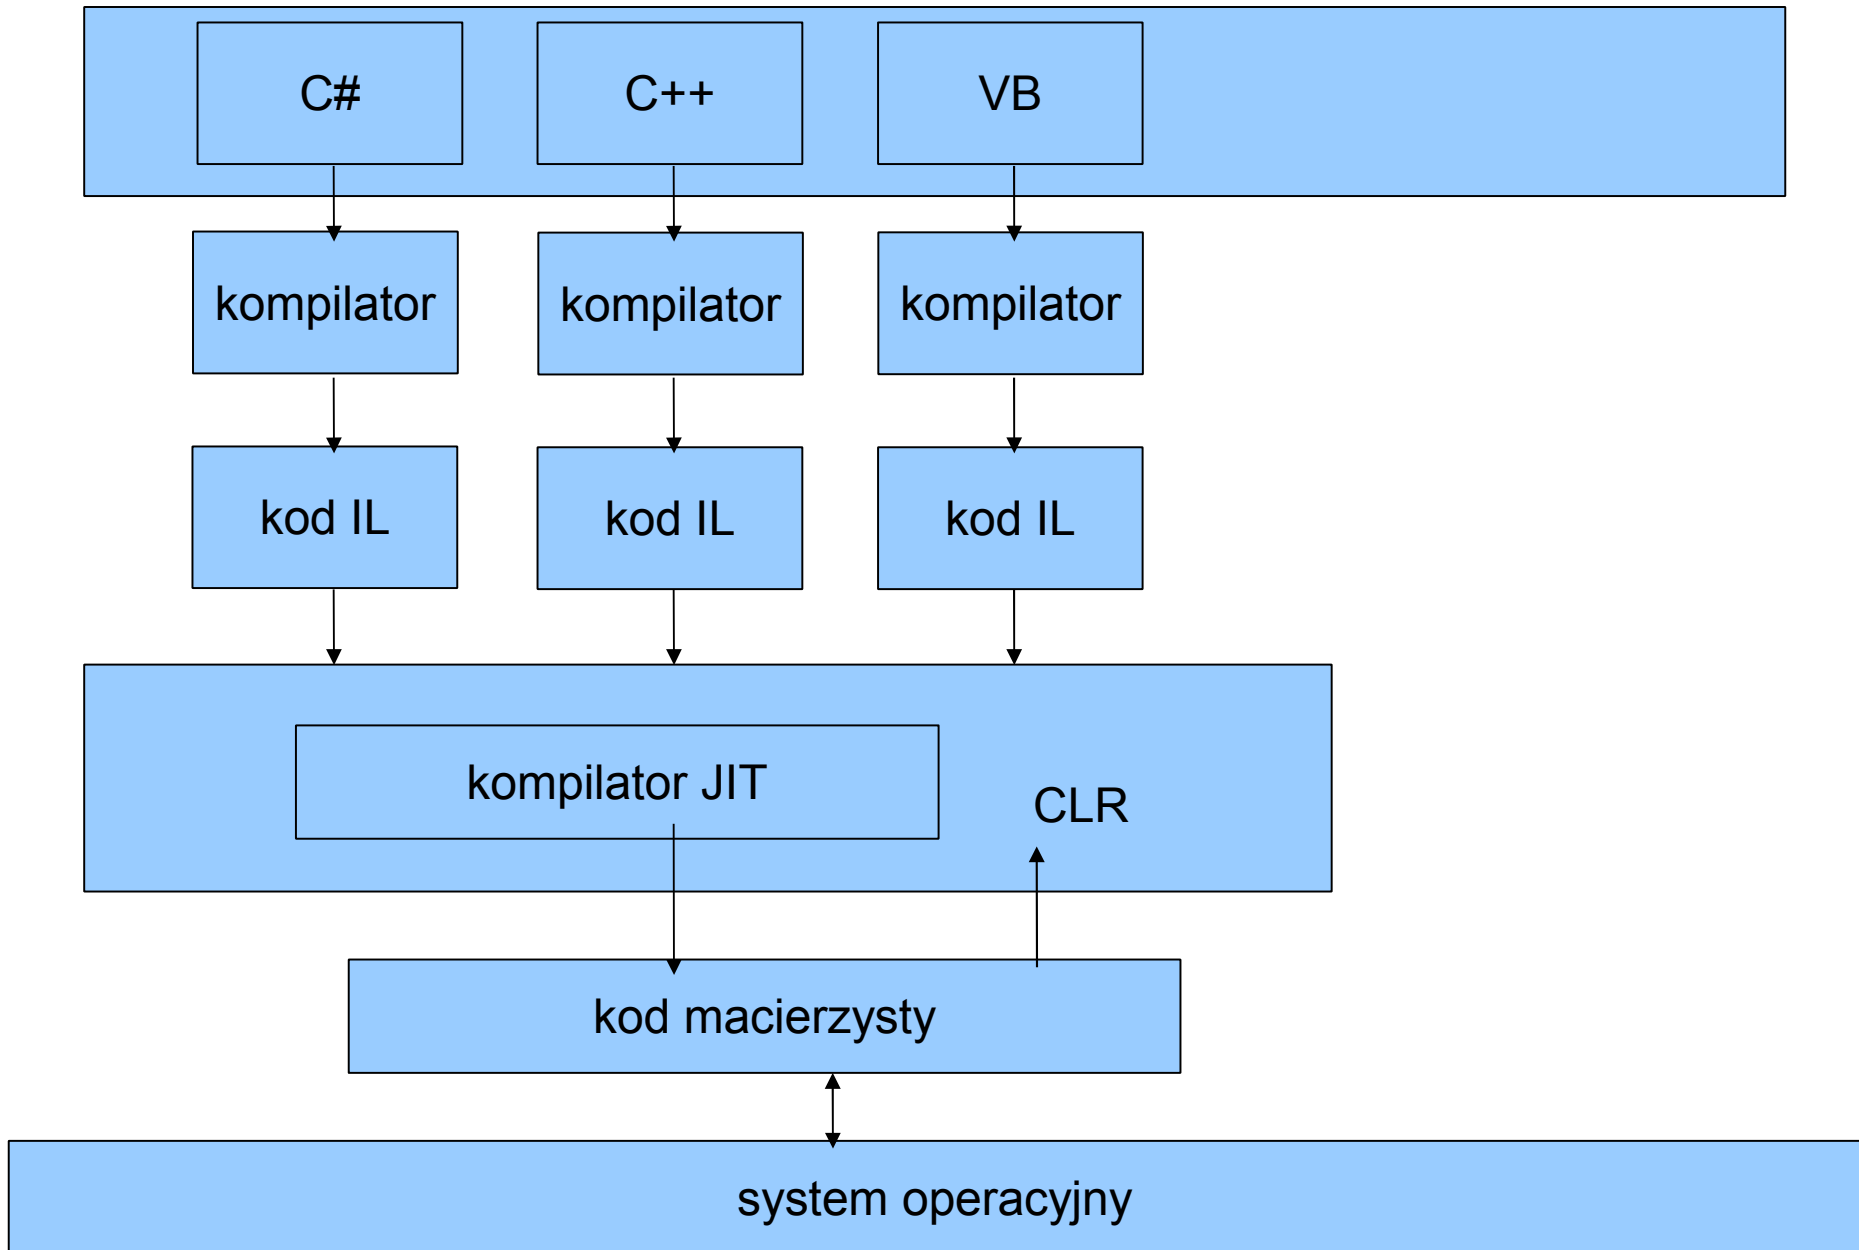 C#
C++
VB
kompilator
kompilator
kompilator
kod IL
kod IL
kod IL
kompilator JIT
CLR
kod macierzysty
system operacyjny